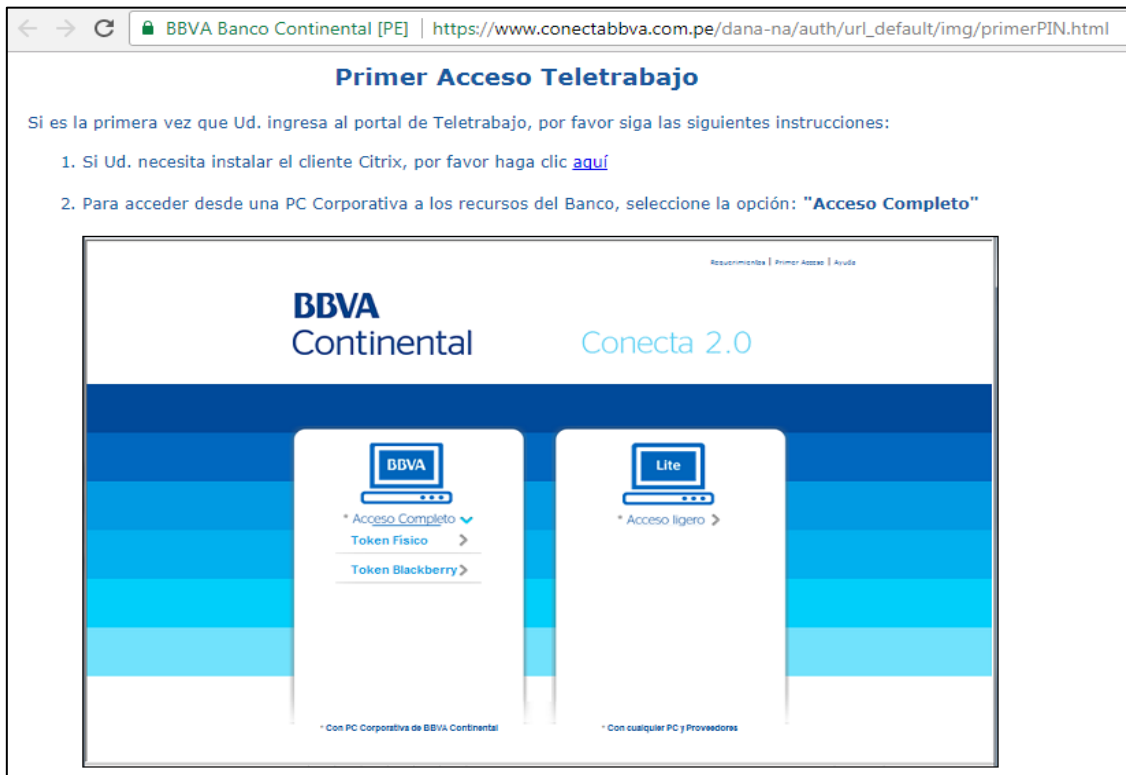 BBVA Banco Continental [PE] | https://www.conectabbva.com.pe/dana-na/auth/url_default/img/primerPIN.html
Primer Acceso Teletrabajo
Si es la primera vez que Ud. ingresa al portal de Teletrabajo, por favor siga las siguientes instrucciones:
1. Si Ud. necesita instalar el cliente Citrix, por favor haga clic aquí
2. Para acceder desde una PC Corporativa a los recursos del Banco, seleccione la opción: "Acceso Completo"
Requerimientos | Primer Acceso | Ayuda
BBVA
Continental
Conecta 2.0
BBVA
* Acceso Completo
Token Físico
Token Blackberry
* Con PC Corporativa de BBVA Continental
Lite
* Acceso ligero
* Con cualquier PC y Proveedores